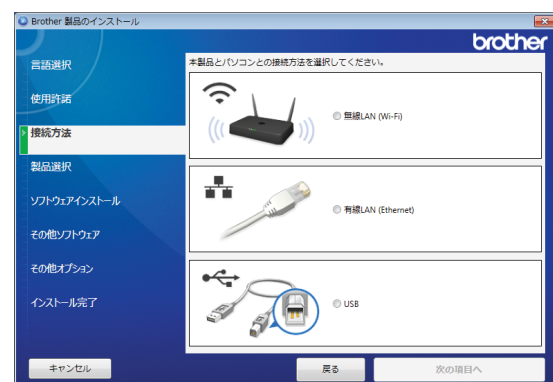 Brother 製品のインストール
brother
言語選択
使用許諾
接続方法
製品選択
ソフトウェアインストール
その他ソフトウェア
その他オプション
インストール完了
本製品とパソコンとの接続方法を選択してください。
無線LAN (Wi-Fi)
有線LAN (Ethernet)
USB
キャンセル
戻る
次の項目へ